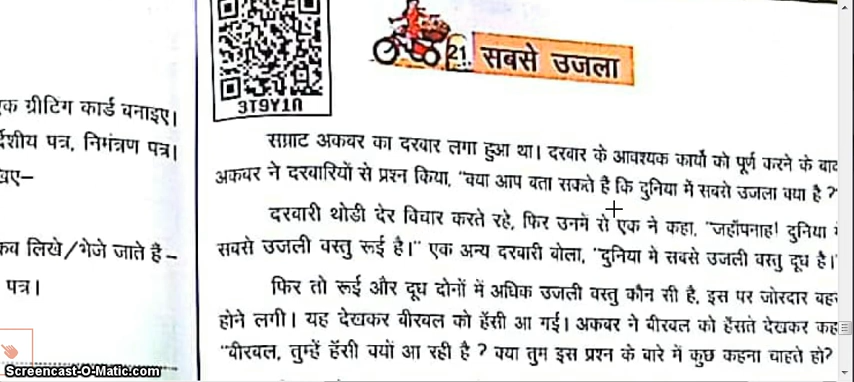 3T9Y1N
21. सबसे उजला
एक ग्रीटिंग कार्ड बनाइए।
पत्र, निमंत्रण पत्र।
कब लिखे/भेजे जाते है –
पत्र।
सम्राट अकबर का दरबार लगा हुआ था। दरबार के आवश्यक कार्यो को पूर्ण करने के बाद
अकबर ने दरबारियों से प्रश्न किया, "क्या आप बता सकते है कि दुनिया में सबसे उजला क्या है ?"
दरबारी थोडी देर विचार करते रहे, फिर उनमें से एक ने कहा, "जहाँपनाह! दुनिया में
सबसे उजली वस्तु रूई है।" एक अन्य दरबारी बोला, "दुनिया मे सबसे उजली वस्तु दूध है।"
फिर तो रूई और दूध दोनों में अधिक उजली वस्तु कौन सी है, इस पर जोरदार बहस
होने लगी। यह देखकर बीरबल को हँसी आ गई। अकबर ने बीरबल को हँसते देखकर कहा
"बीरबल, तुम्हें हँसी क्यों आ रही है ? क्या तुम इस प्रश्न के बारे में कुछ कहना चाहते हो?
Screencast-O-Matic.com